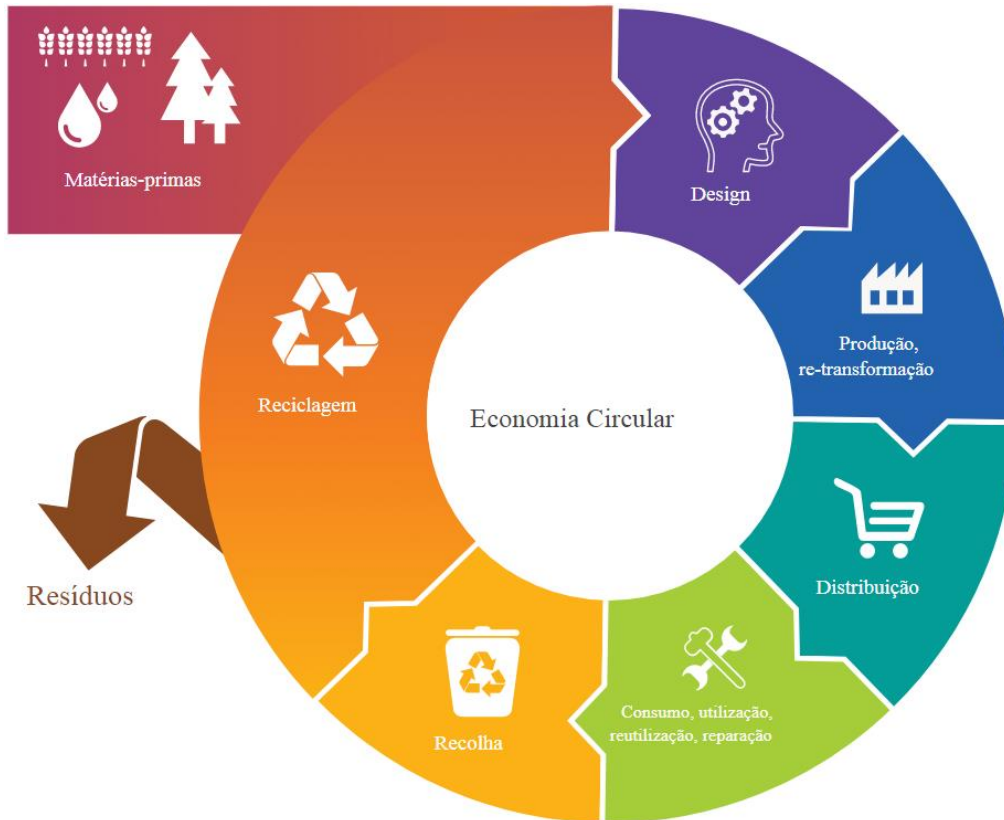 Matérias-primas
Design
Produção,
re-transformação
Reciclagem
Economia Circular
Distribuição
Resíduos
Consumo, utilização,
reutilização, reparação
Recolha